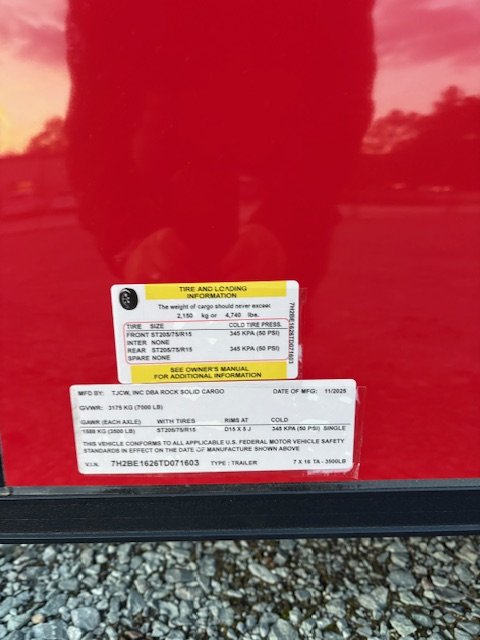 TIRE AND LOADING
INFORMATION
The weight of cargo should never exceed
2,150 kg or 4,740 lbs.
TIRE SIZE COLD TIRE PRESS.
FRONT ST205/75/R15 345 KPA (50 PSI)
INTER NONE
REAR ST205/75/R15 345 KPA (50 PSI)
SPARE NONE
7H2BE1626TD071603
SEE OWNER'S MANUAL
FOR ADDITIONAL INFORMATION
MFD BY: TJCW, INC DBA ROCK SOLID CARGO DATE OF MFG: 11/2025
GVWR: 3175 KG (7000 LB)
GAWR (EACH AXLE) WITH TIRES RIMS AT COLD
1588 KG (3500 LB) ST205/75/R15 D15 X 5 J 345 KPA (50 PSI) SINGLE
THIS VEHICLE CONFORMS TO ALL APPLICABLE U.S. FEDERAL MOTOR VEHICLE SAFETY
STANDARDS IN EFFECT ON THE DATE OF MANUFACTURE SHOWN ABOVE
V.I.N. 7H2BE1626TD071603 TYPE : TRAILER 7 X 16 TA - 3500LB